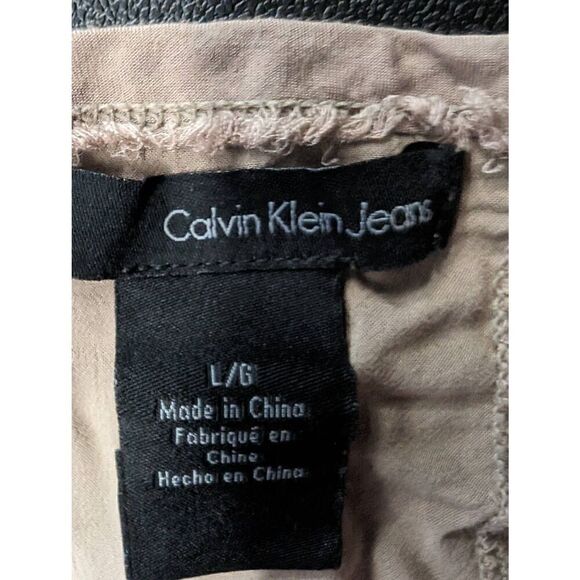 Calvin Klein Jeans
L/G
Made in China
Fabriqué en
Chine
Hecho en China